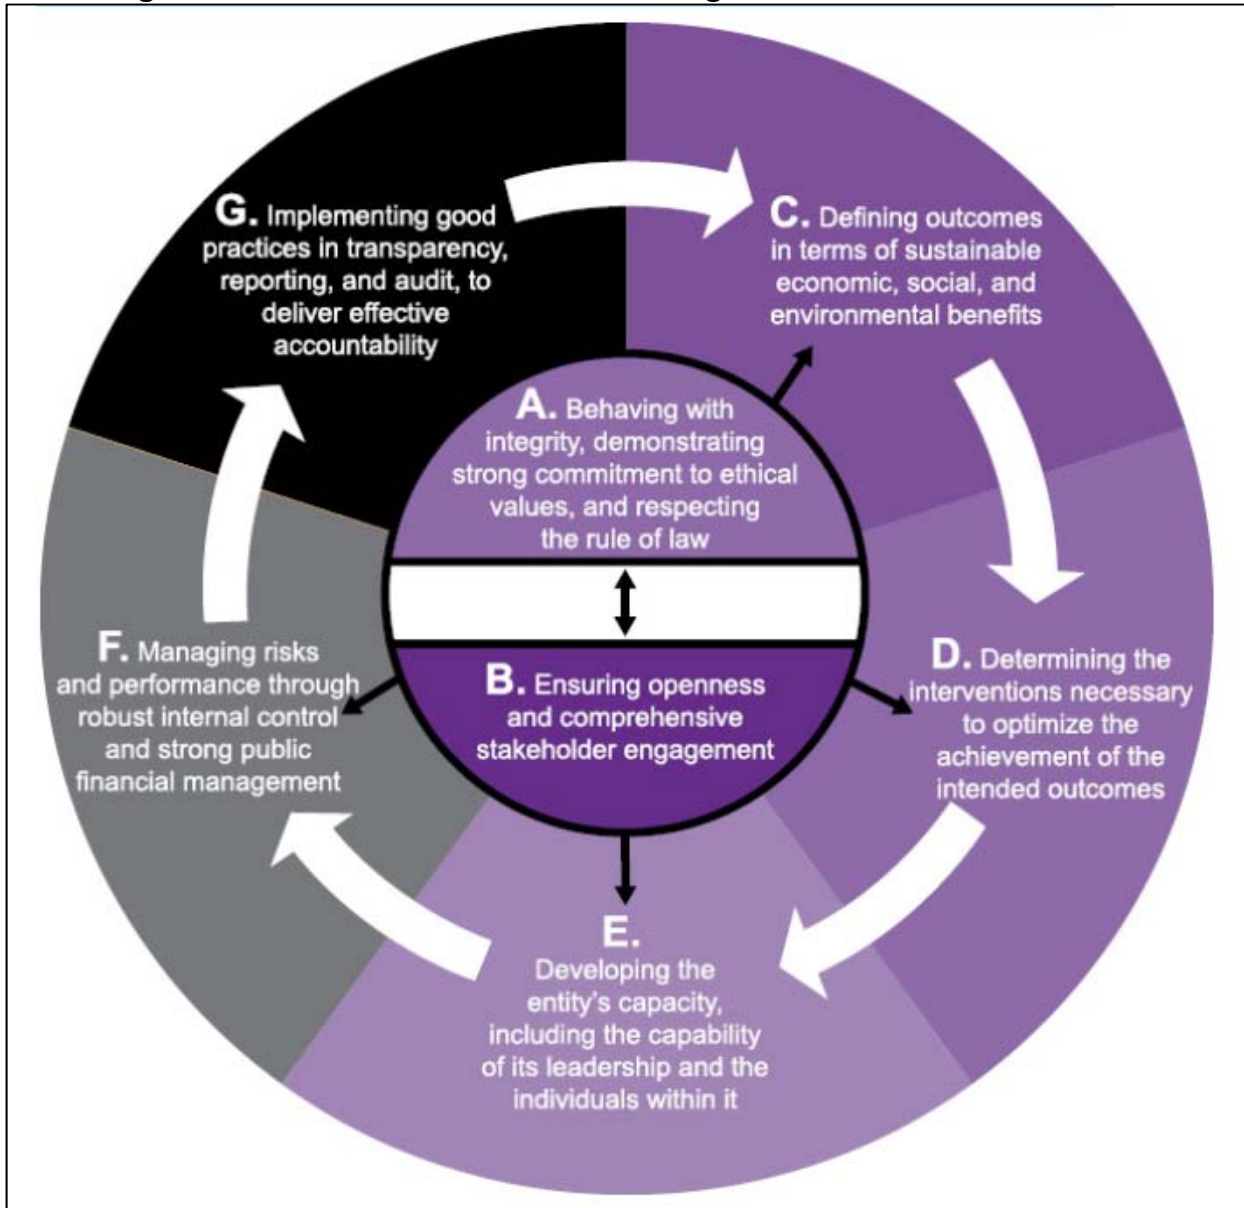 G. Implementing good
practices in transparency,
reporting, and audit, to
deliver effective
accountability
C. Defining outcomes
in terms of sustainable
economic, social, and
environmental benefits
A. Behaving with
integrity, demonstrating
strong commitment to ethical
values, and respecting
the rule of law
B. Ensuring openness
and comprehensive
stakeholder engagement
D. Determining the
interventions necessary
to optimize the
achievement of the
intended outcomes
E.
Developing the
entity's capacity,
including the capability
of its leadership and the
individuals within it
F. Managing risks
and performance through
robust internal control
and strong public
financial management